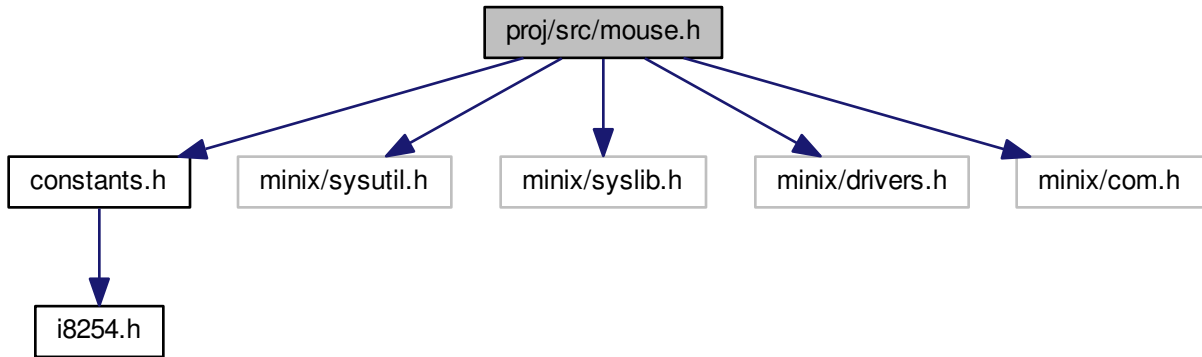 proj/src/mouse.h
constants.h
minix/sysutil.h
minix/syslib.h
minix/drivers.h
minix/com.h
i8254.h